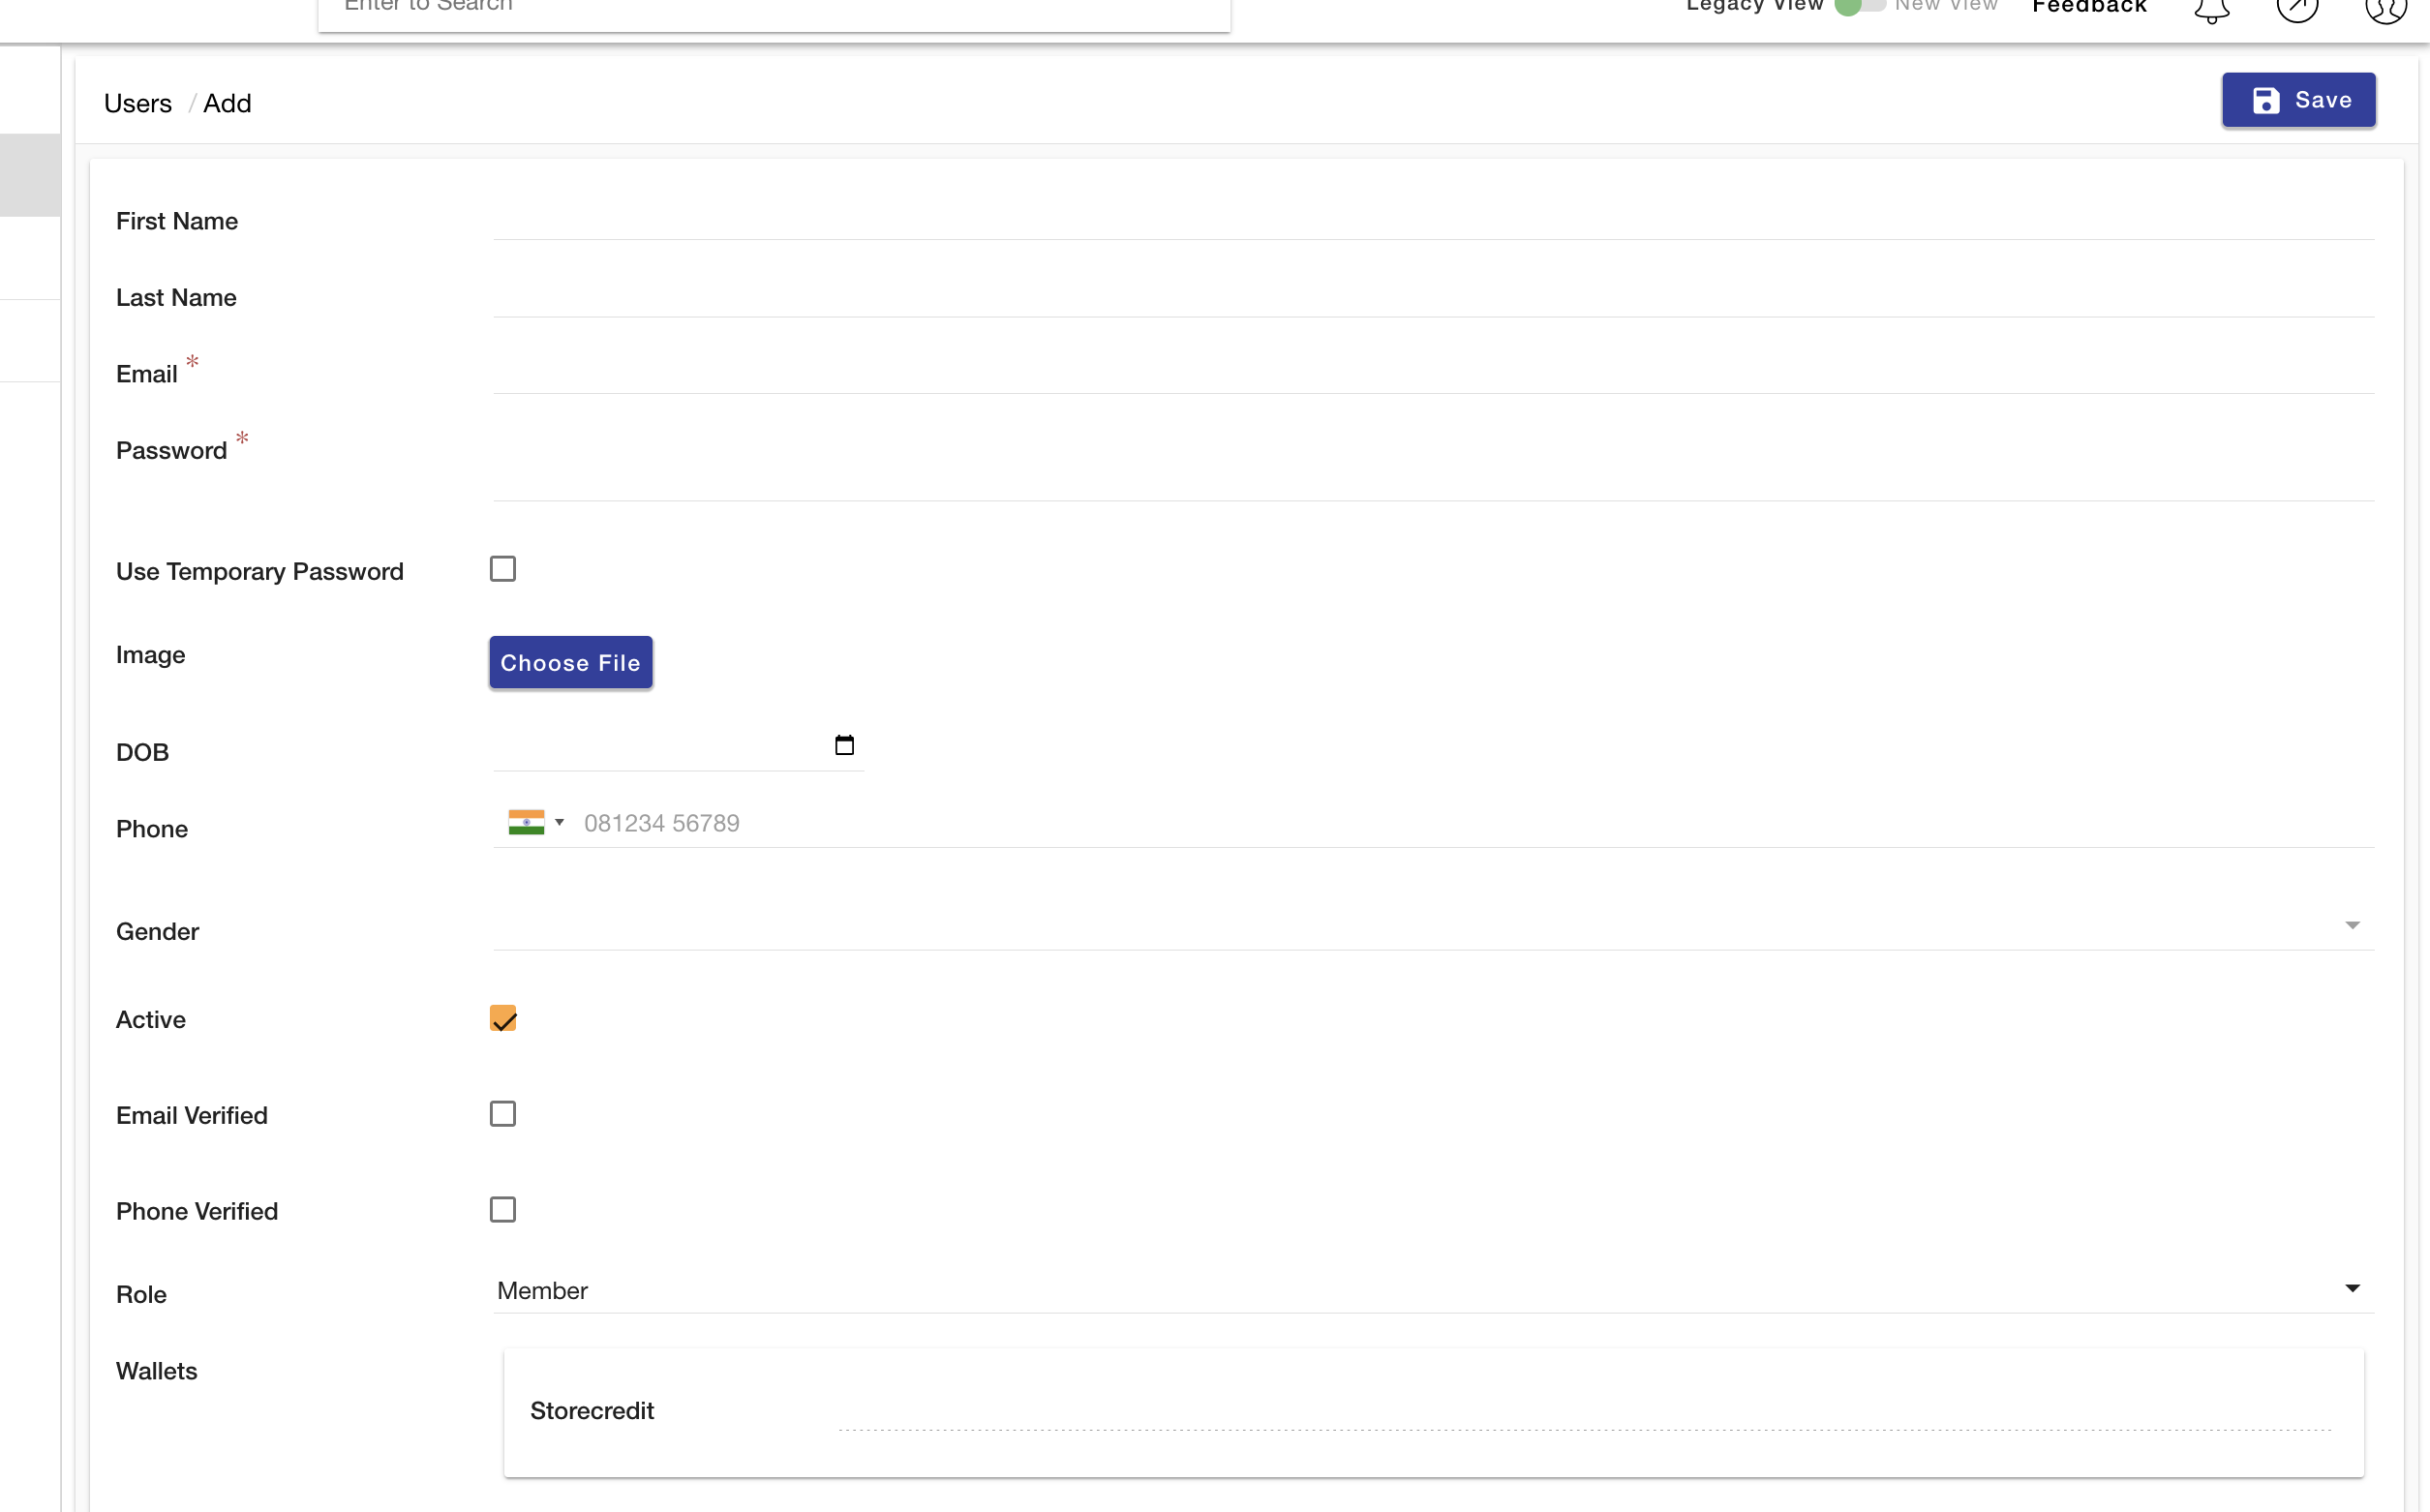 Enter to Search
Legacy View New View Feedback
Users / Add
Save
First Name
Last Name
Email *
Password *
Use Temporary Password
Image
Choose File
DOB
Phone
081234 56789
Gender
Active
Email Verified
Phone Verified
Role
Member
Wallets
Storecredit